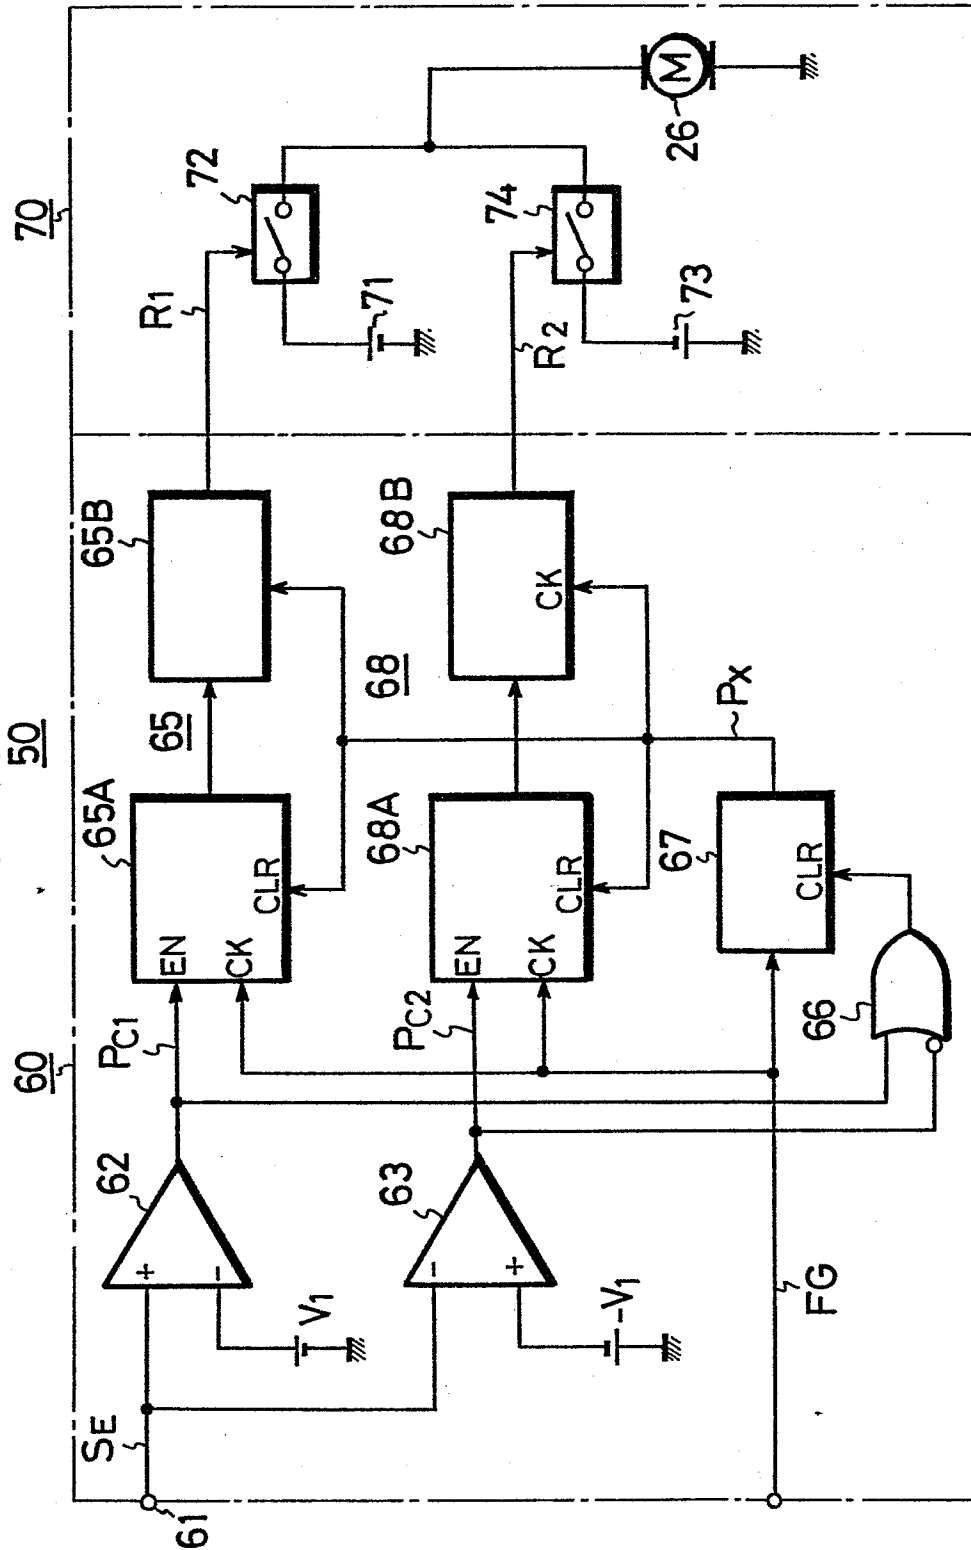 50
60
70
61
SE
62
+
-
V1
PC1
65A
EN
CK
CLR
65
65B
R1
72
71
63
-
+
-V1
PC2
68A
EN
CK
CLR
68
68B
CK
R2
74
73
M
26
FG
66
67
CLR
PX